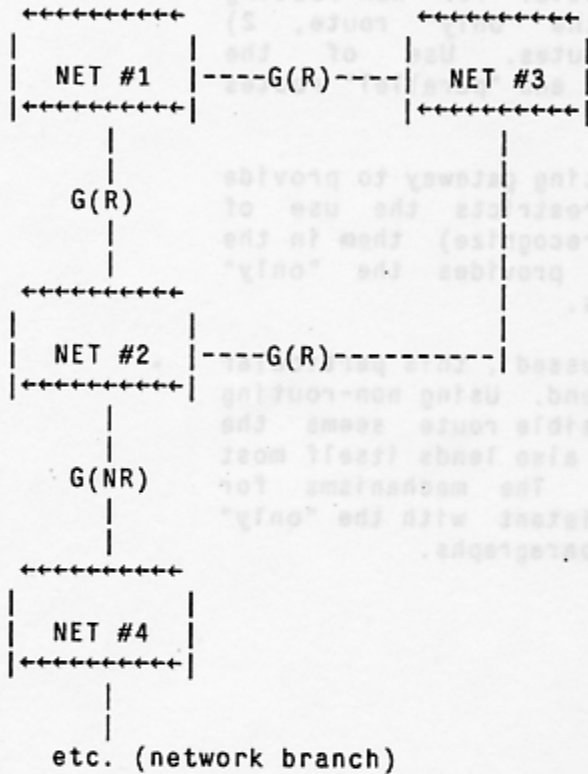 NET #1 ----G(R)---- NET #3
G(R)
NET #2 ----G(R)----------
G(NR)
NET #4
etc. (network branch)